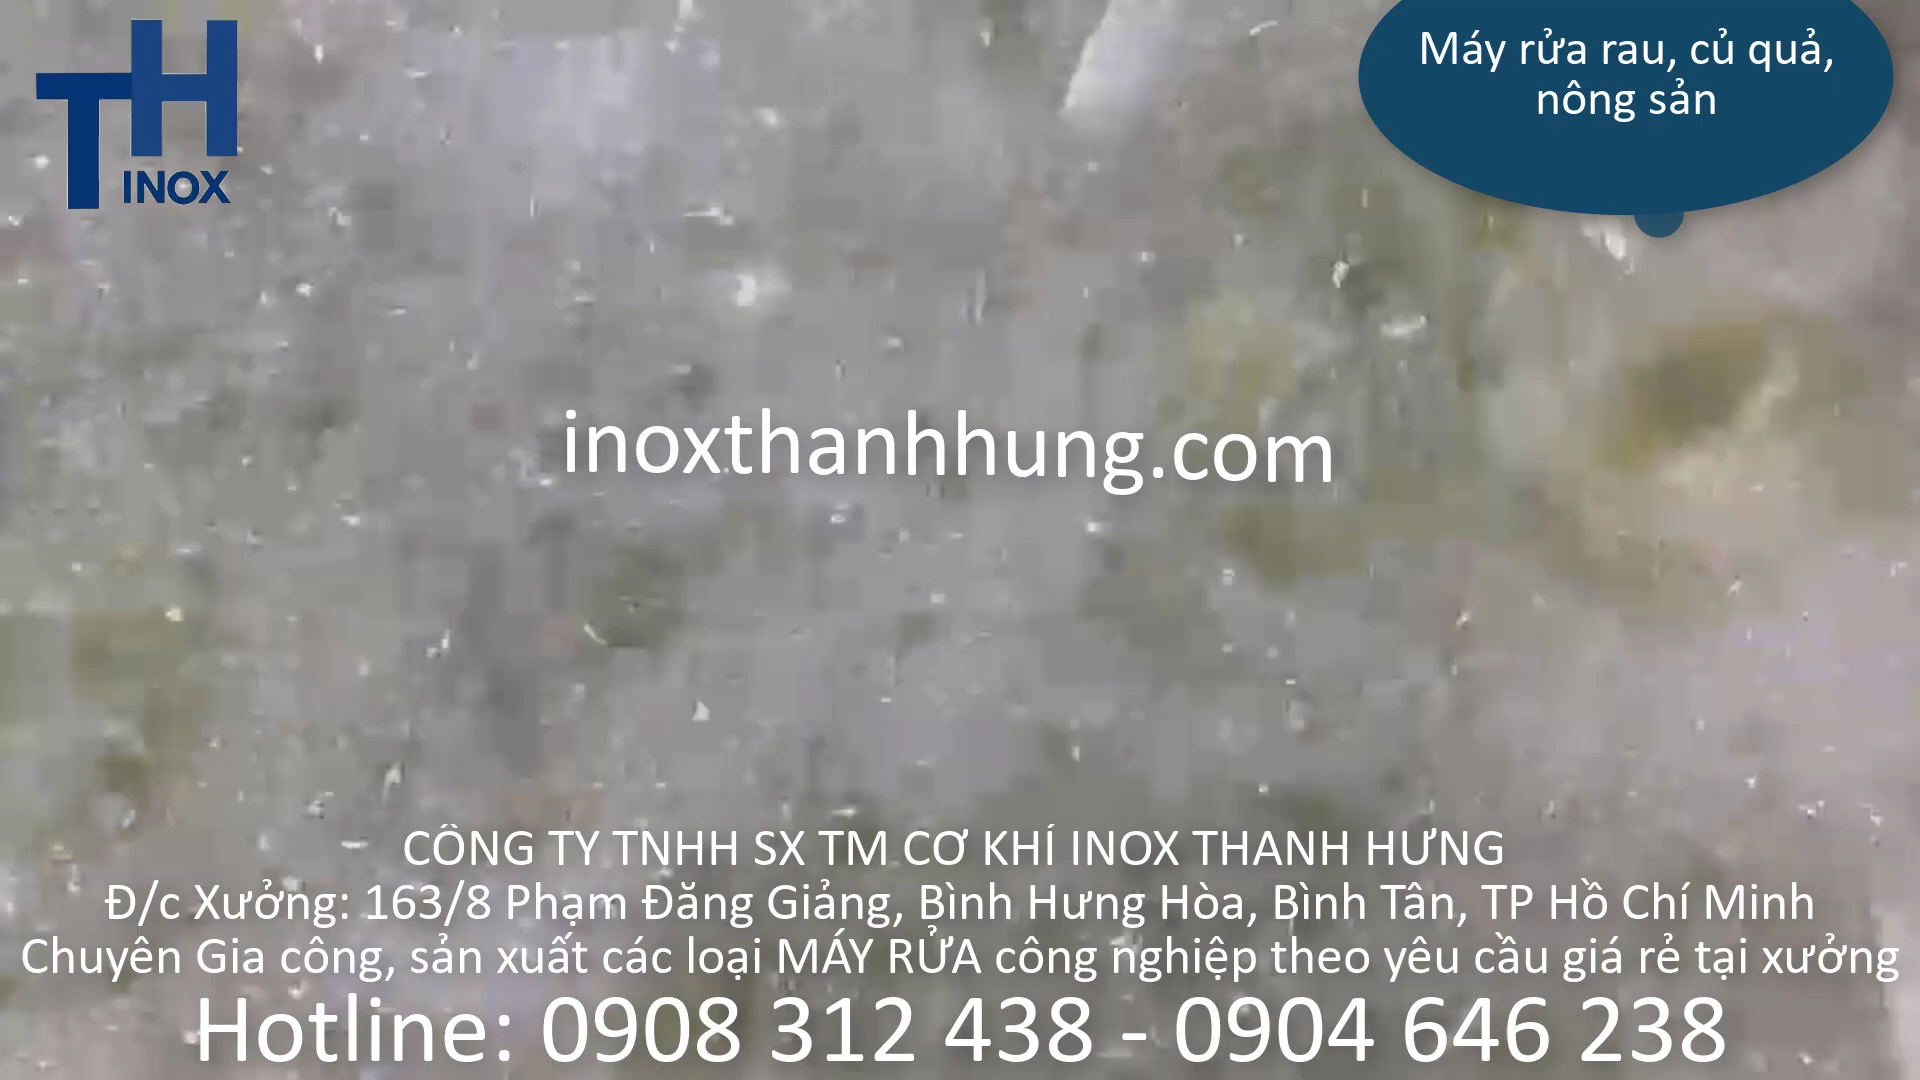 TH
INOX
Máy rửa rau, củ quả,
nông sản
inoxthanhhung.com
CÔNG TY TNHH SX TM CƠ KHÍ INOX THANH HƯNG
Đ/c Xưởng: 163/8 Phạm Đăng Giảng, Bình Hưng Hòa, Bình Tân, TP Hồ Chí Minh
Chuyên Gia công, sản xuất các loại MÁY RỬA công nghiệp theo yêu cầu giá rẻ tại xưởng
Hotline: 0908 312 438 - 0904 646 238